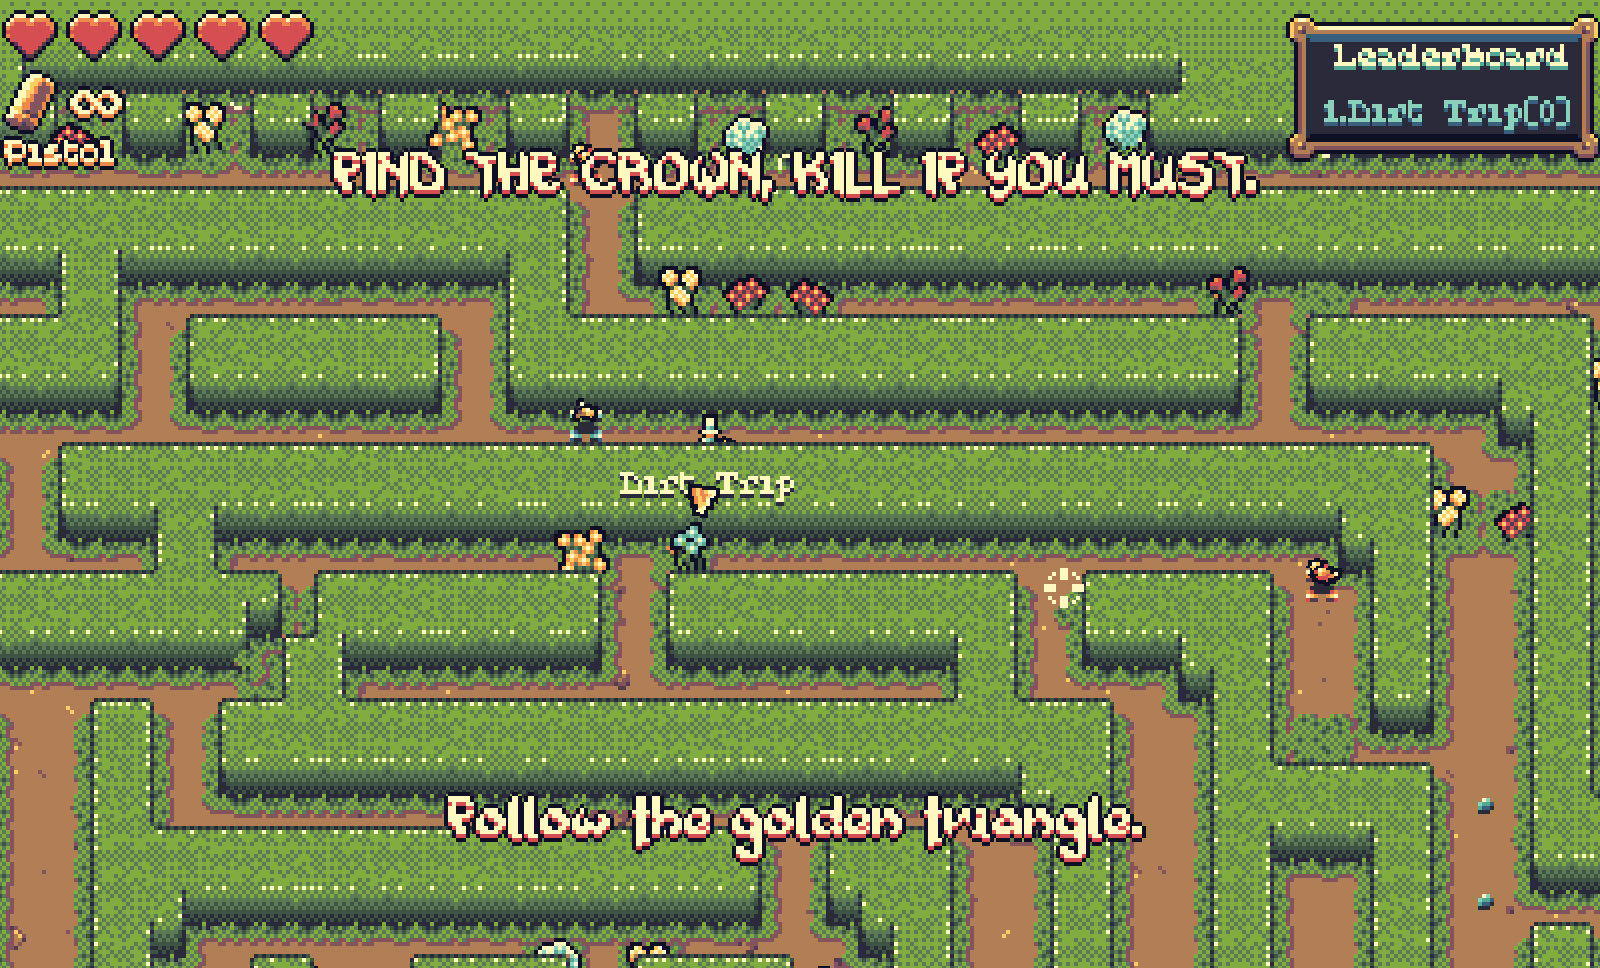 Leaderboard
1.Dirt Trip(0)
Pistol
FIND THE CROWN, KILL IF YOU MUST.
Dirt Trip
Follow the golden triangle.